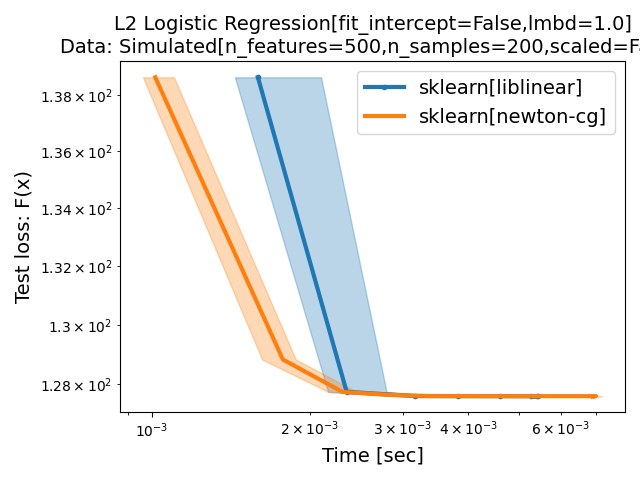 L2 Logistic Regression[fit_intercept=False,lmbd=1.0]
Data: Simulated[n_features=500,n_samples=200,scaled=Fa
sklearn[liblinear]
sklearn[newton-cg]
Test loss: F(x)
1.38 × 10²
1.36 × 10²
1.34 × 10²
1.32 × 10²
1.3 × 10²
1.28 × 10²
10⁻³
2 × 10⁻³
3 × 10⁻³
4 × 10⁻³
6 × 10⁻³
Time [sec]